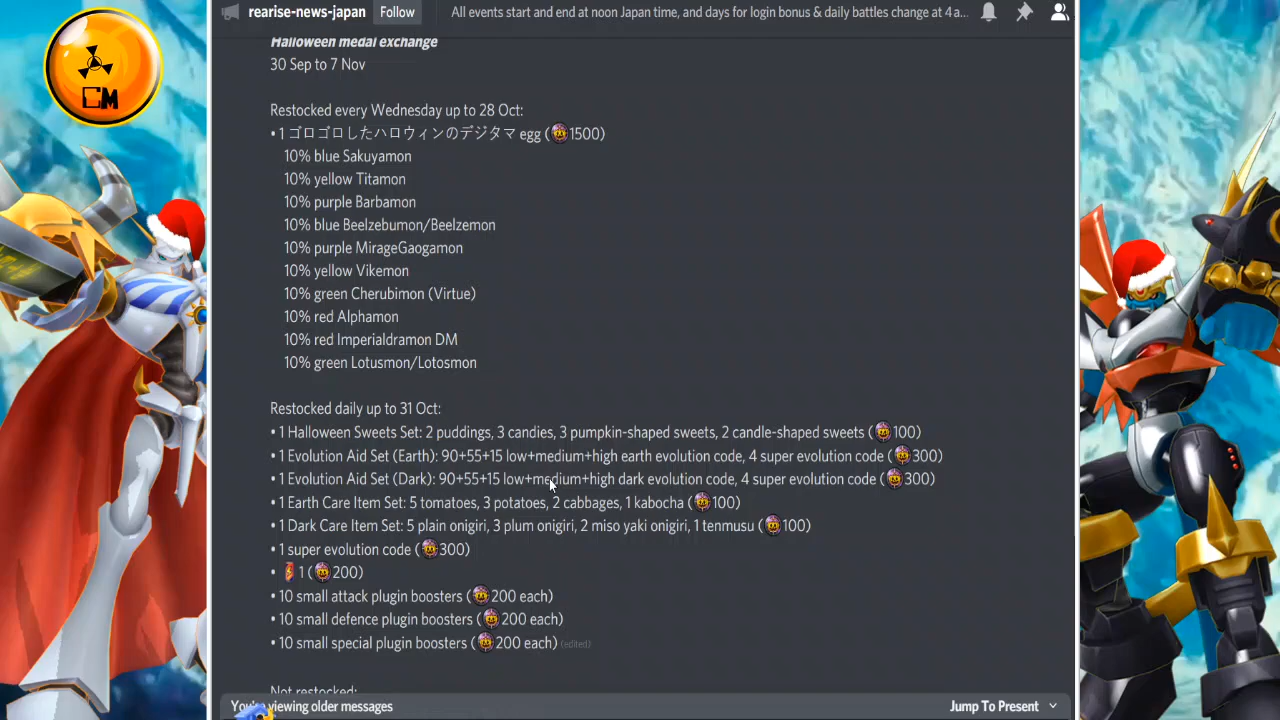 rearise-news-japan Follow All events start and end at noon Japan time, and days for login bonus & daily battles change at 4 a...
CM
Halloween medal exchange
30 Sep to 7 Nov
Restocked every Wednesday up to 28 Oct:
• 1 ゴロゴロしたハロウィンのデジタマ egg (1500)
10% blue Sakuyamon
10% yellow Titamon
10% purple Barbamon
10% blue Beelzebumon/Beelzemon
10% purple MirageGaogamon
10% yellow Vikemon
10% green Cherubimon (Virtue)
10% red Alphamon
10% red Imperialdramon DM
10% green Lotusmon/Lotosmon
Restocked daily up to 31 Oct:
• 1 Halloween Sweets Set: 2 puddings, 3 candies, 3 pumpkin-shaped sweets, 2 candle-shaped sweets (100)
• 1 Evolution Aid Set (Earth): 90+55+15 low+medium+high earth evolution code, 4 super evolution code (300)
• 1 Evolution Aid Set (Dark): 90+55+15 low+medium+high dark evolution code, 4 super evolution code (300)
• 1 Earth Care Item Set: 5 tomatoes, 3 potatoes, 2 cabbages, 1 kabocha (100)
• 1 Dark Care Item Set: 5 plain onigiri, 3 plum onigiri, 2 miso yaki onigiri, 1 tenmusu (100)
• 1 super evolution code (300)
• 1 (200)
• 10 small attack plugin boosters (200 each)
• 10 small defence plugin boosters (200 each)
• 10 small special plugin boosters (200 each) (edited)
Not restocked:
You're viewing older messages Jump To Present